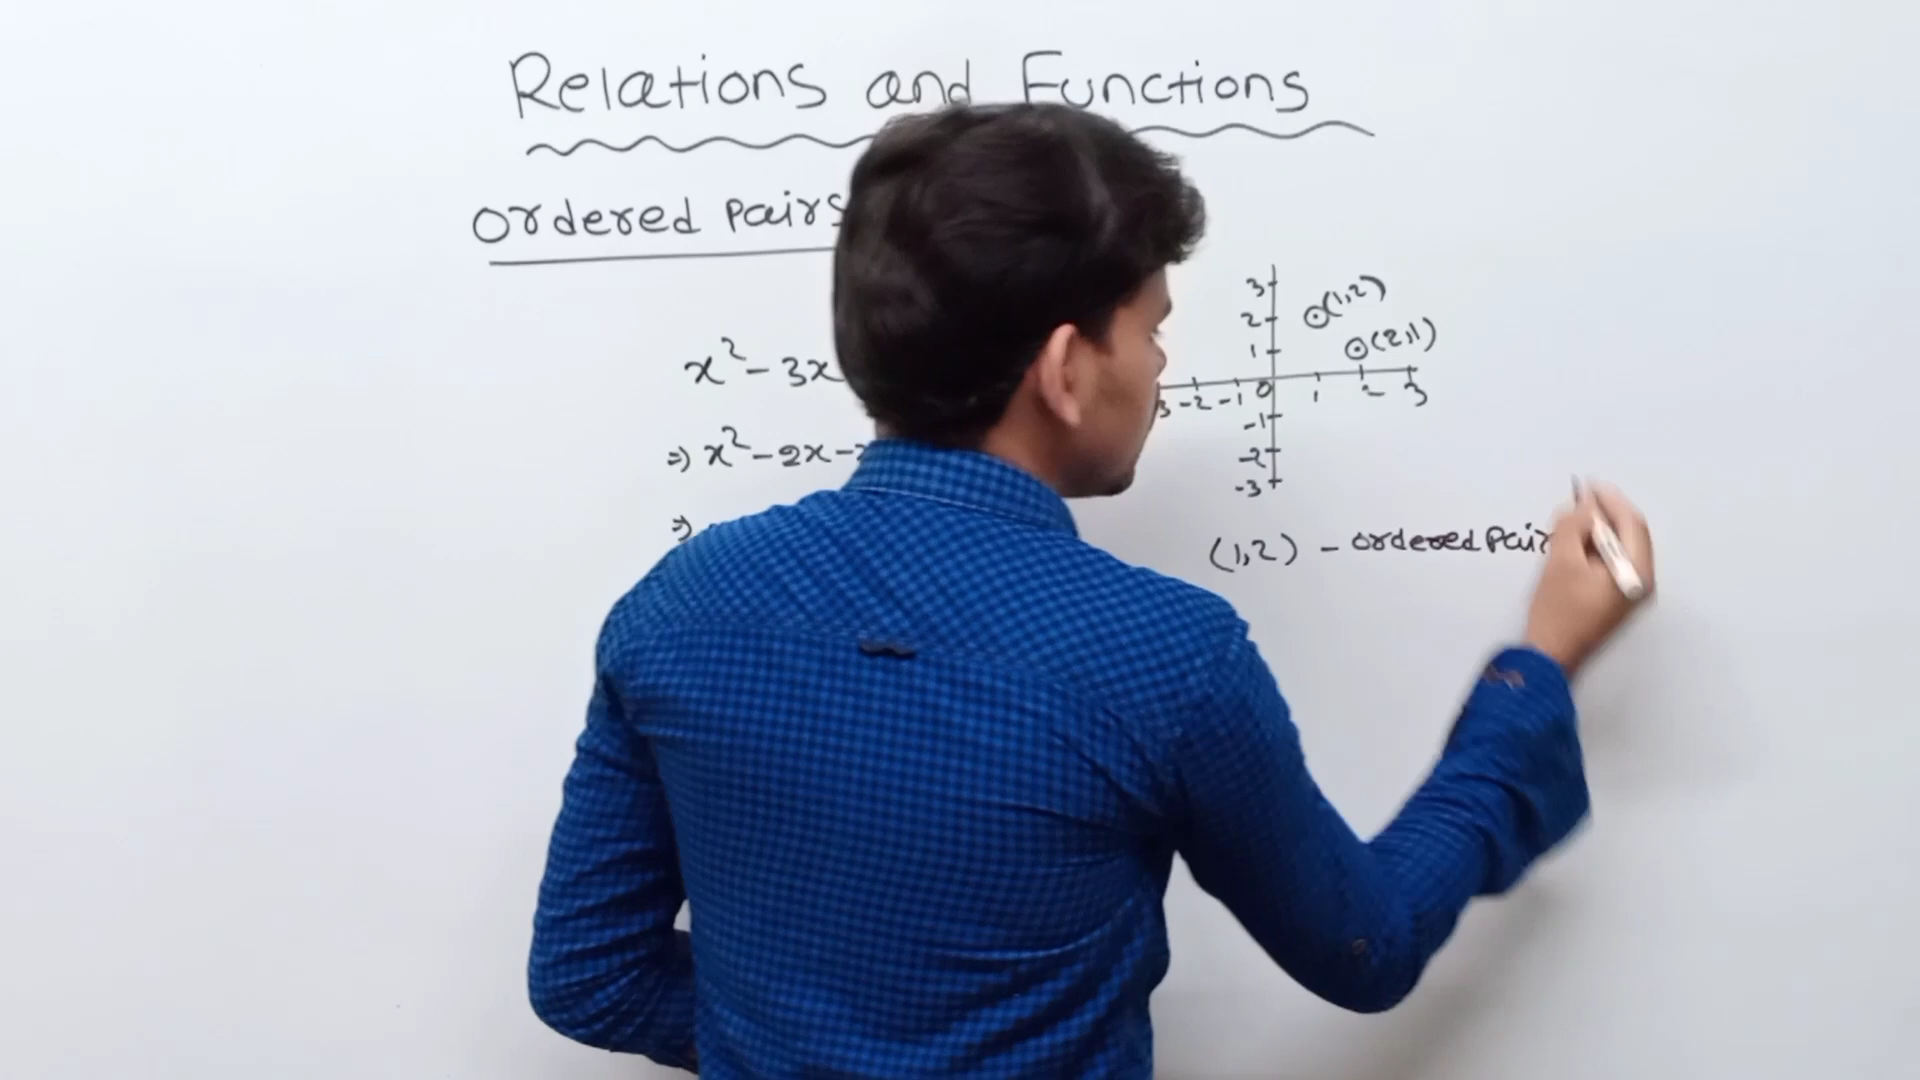 Relations and Functions
Ordered Pairs
x² - 3x
⇒ x² - 2x -
⇒
3
2
1
(1,2)
(2,1)
3 -2 -1 0 1 2 3
-1
-2
-3
(1,2) - ordered Pair